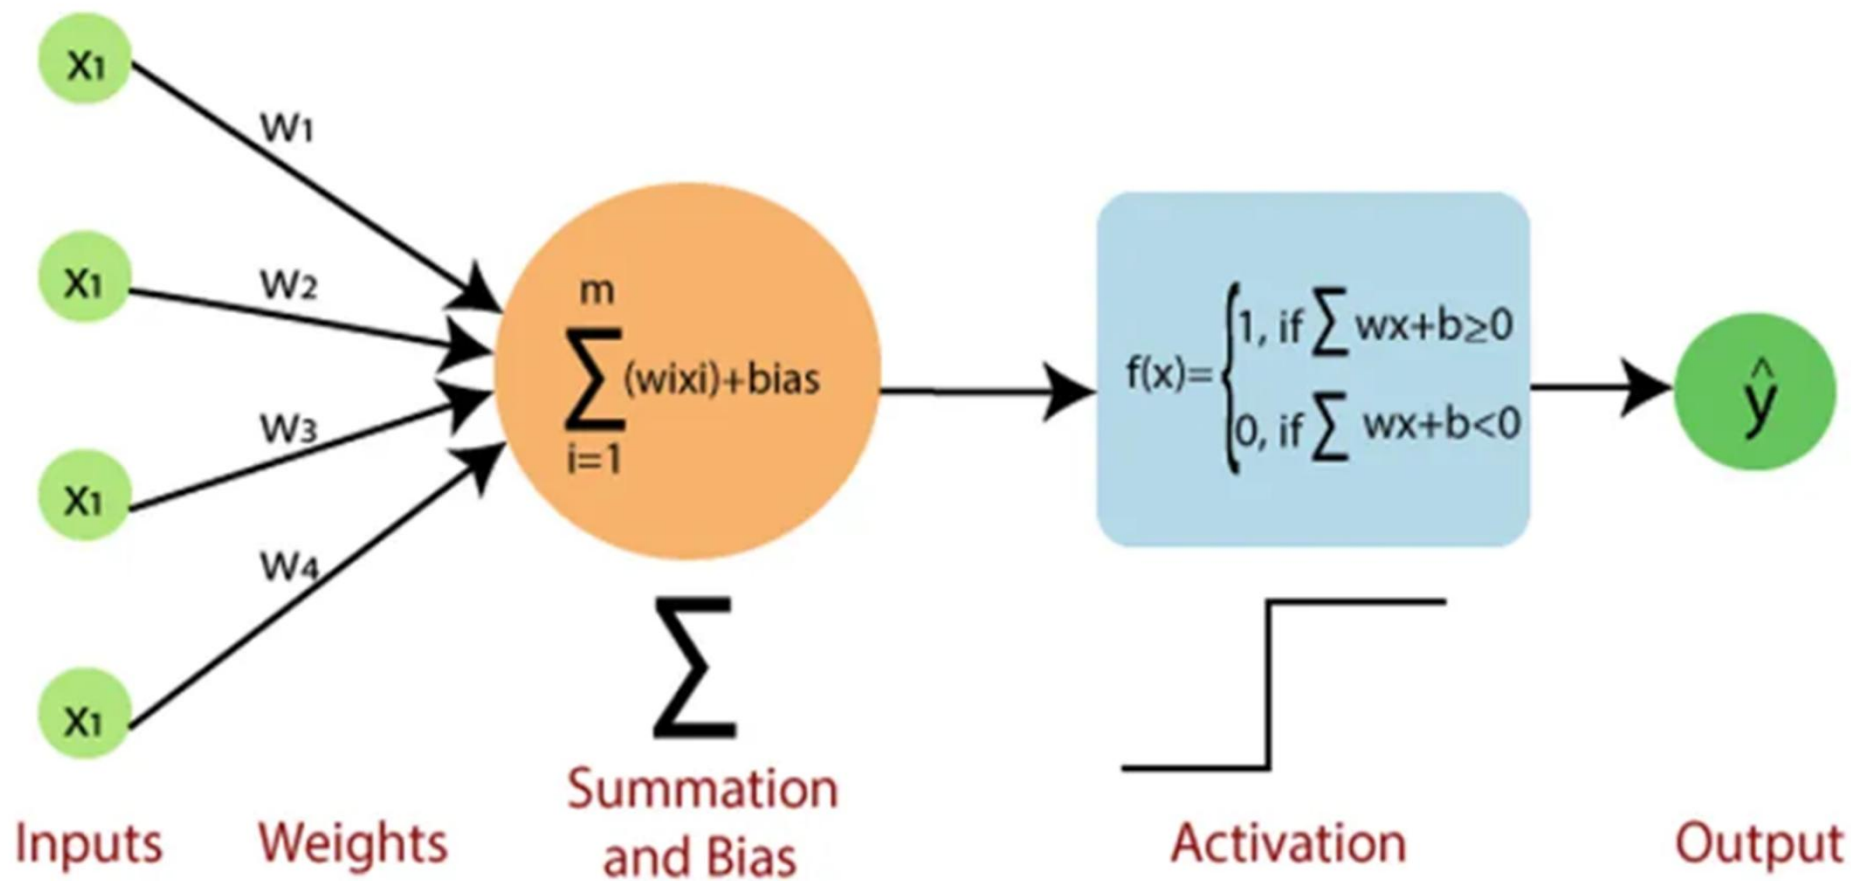 x1
w1
x1
w2
x1
w3
x1
w4
m
∑(wixi)+bias
i=1
f(x)={1, if ∑ wx+b≥0
0, if ∑ wx+b<0
ŷ
∑
Inputs
Weights
Summation
and Bias
Activation
Output